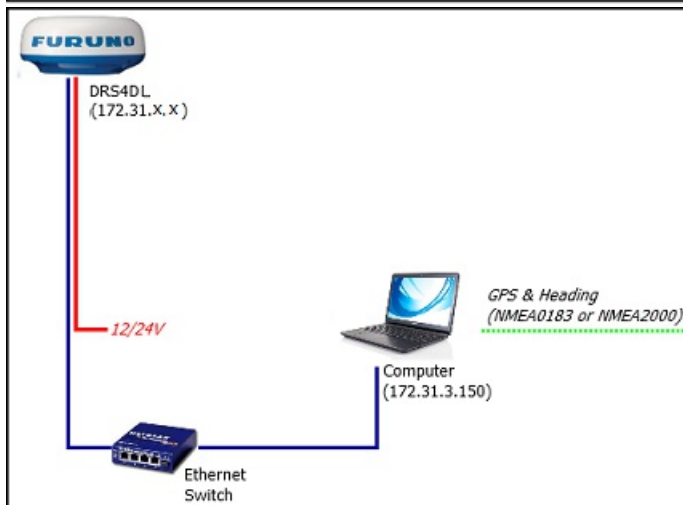 FURUNO
DRS4DL
(172.31.x.x)
12/24V
GPS & Heading
(NMEA0183 or NMEA2000)
Computer
(172.31.3.150)
Ethernet
Switch